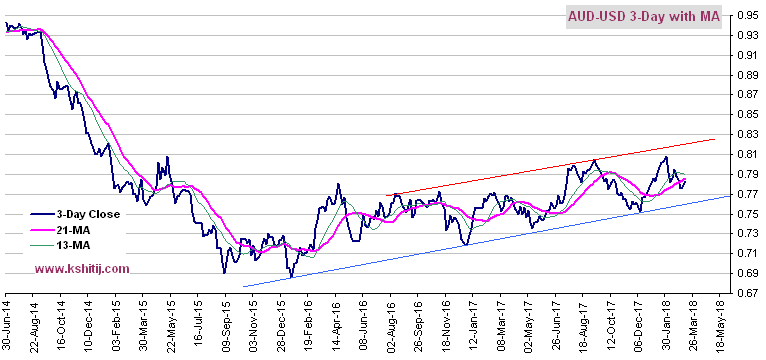 AUD-USD 3-Day with MA
0.95
0.93
0.91
0.89
0.87
0.85
0.83
0.81
0.79
0.77
0.75
0.73
0.71
0.69
0.67
3-Day Close
21-MA
13-MA
www.kshitij.com
30-Jun-14
22-Aug-14
16-Oct-14
10-Dec-14
03-Feb-15
30-Mar-15
22-May-15
16-Jul-15
09-Sep-15
03-Nov-15
28-Dec-15
19-Feb-16
14-Apr-16
08-Jun-16
02-Aug-16
26-Sep-16
18-Nov-16
12-Jan-17
08-Mar-17
02-May-17
26-Jun-17
18-Aug-17
12-Oct-17
06-Dec-17
30-Jan-18
26-Mar-18
18-May-18